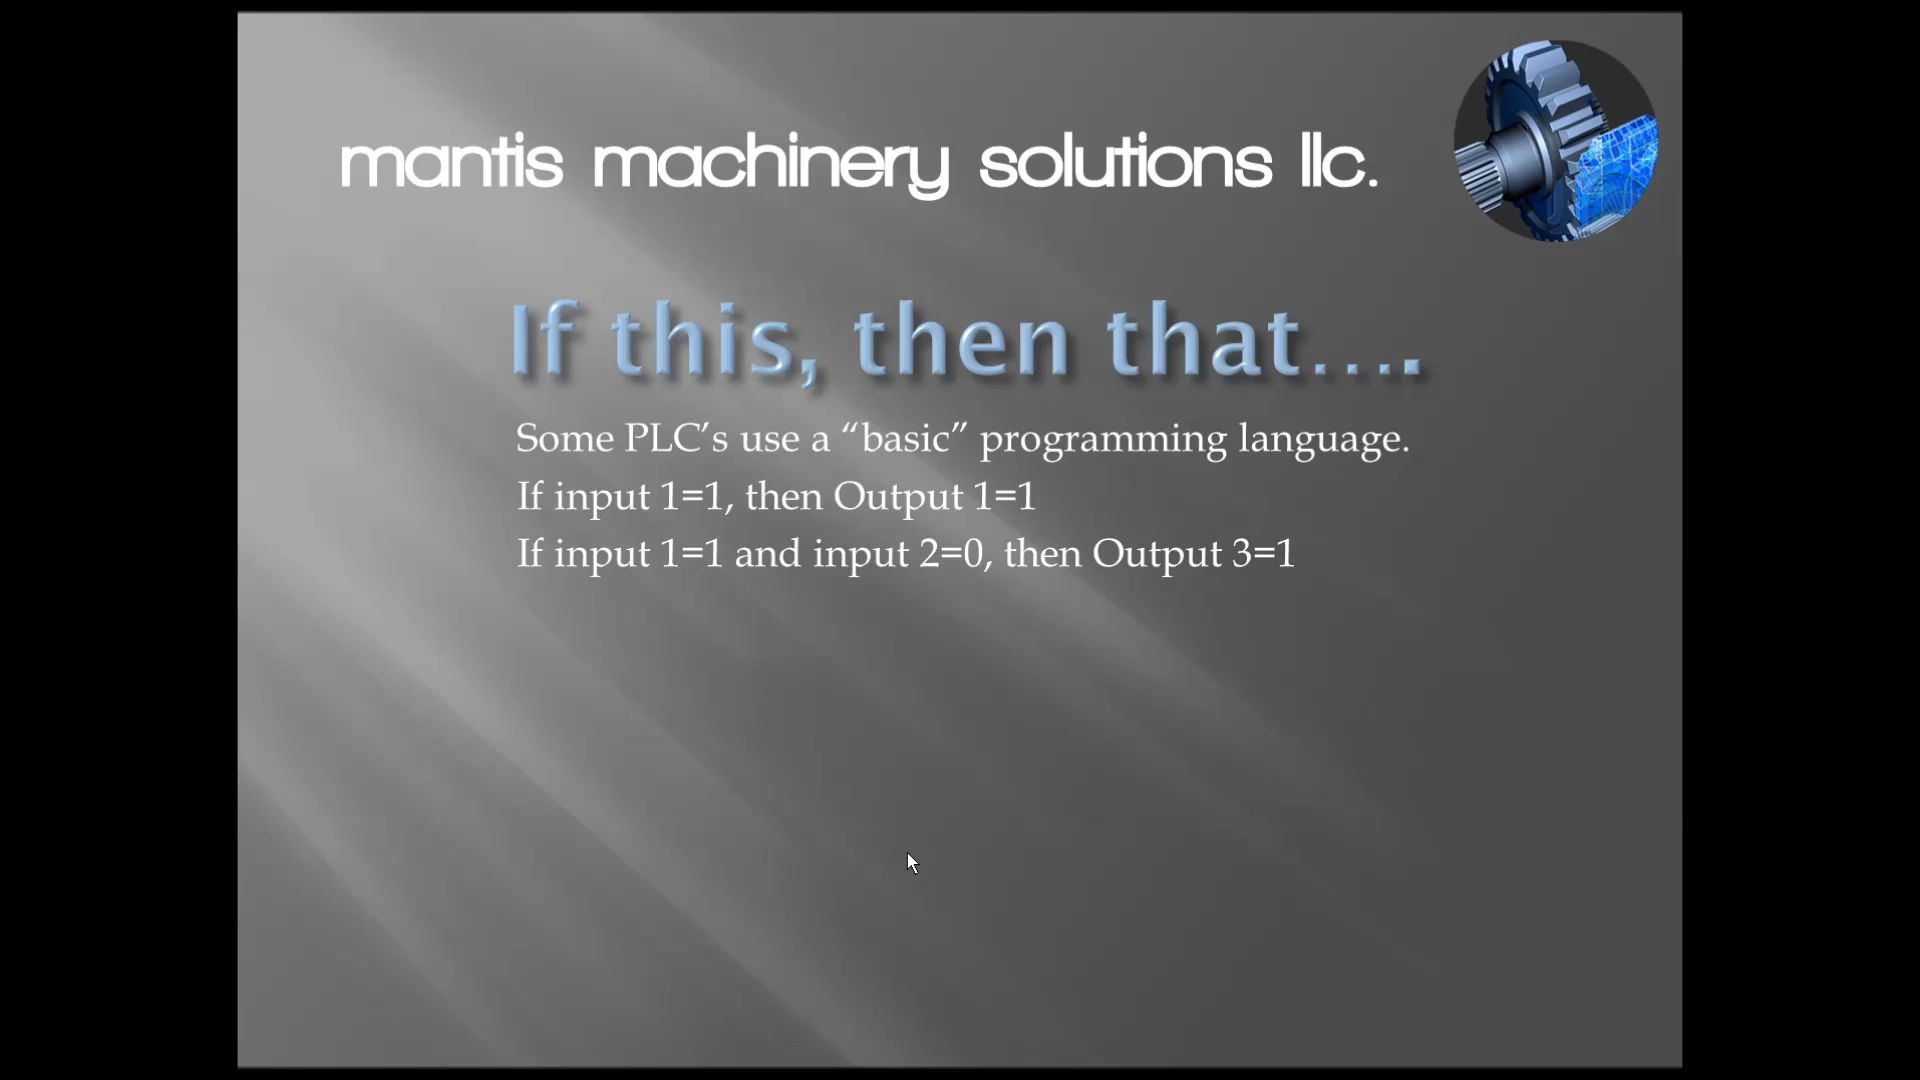 mantis machinery solutions llc.
If this, then that….
Some PLC’s use a “basic” programming language.
If input 1=1, then Output 1=1
If input 1=1 and input 2=0, then Output 3=1